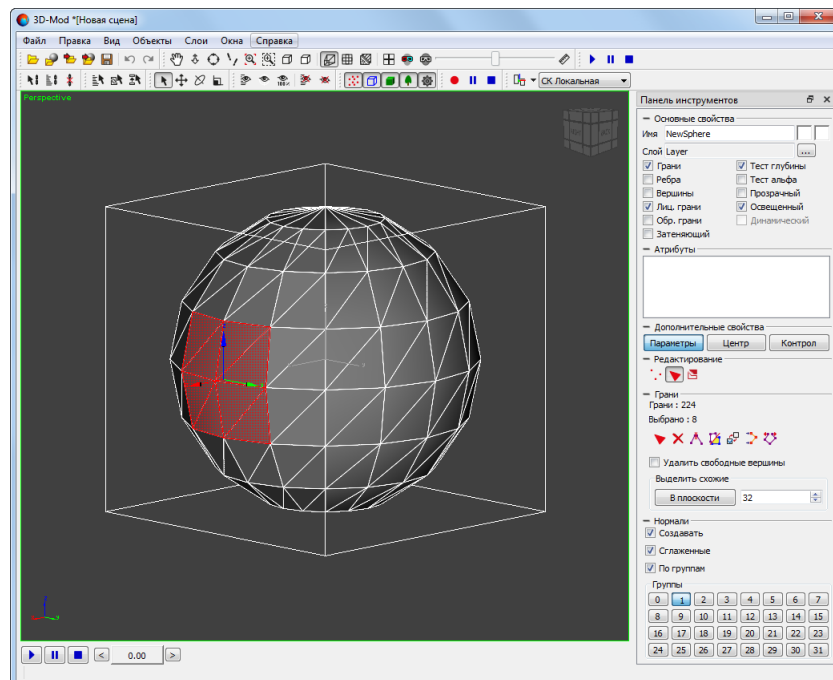 3D-Mod *[Новая сцена]
Файл Правка Вид Объекты Слои Окна Справка
100%
СК Локальная
Perspective
Панель инструментов
Основные свойства
Имя NewSphere
Слой Layer ...
Грани Тест глубины
Ребра Тест альфа
Вершины Прозрачный
Лиц. грани Освещенный
Обр. грани Динамический
Затеняющий
Атрибуты
Дополнительные свойства
Параметры Центр Контрол
Редактирование
Грани
Грани : 224
Выбрано : 8
Удалить свободные вершины
Выделить схожие
В плоскости 32
Нормали
Создавать
Сглаженные
По группам
Группы
0 1 2 3 4 5 6 7
8 9 10 11 12 13 14 15
16 17 18 19 20 21 22 23
24 25 26 27 28 29 30 31
< 0.00 >